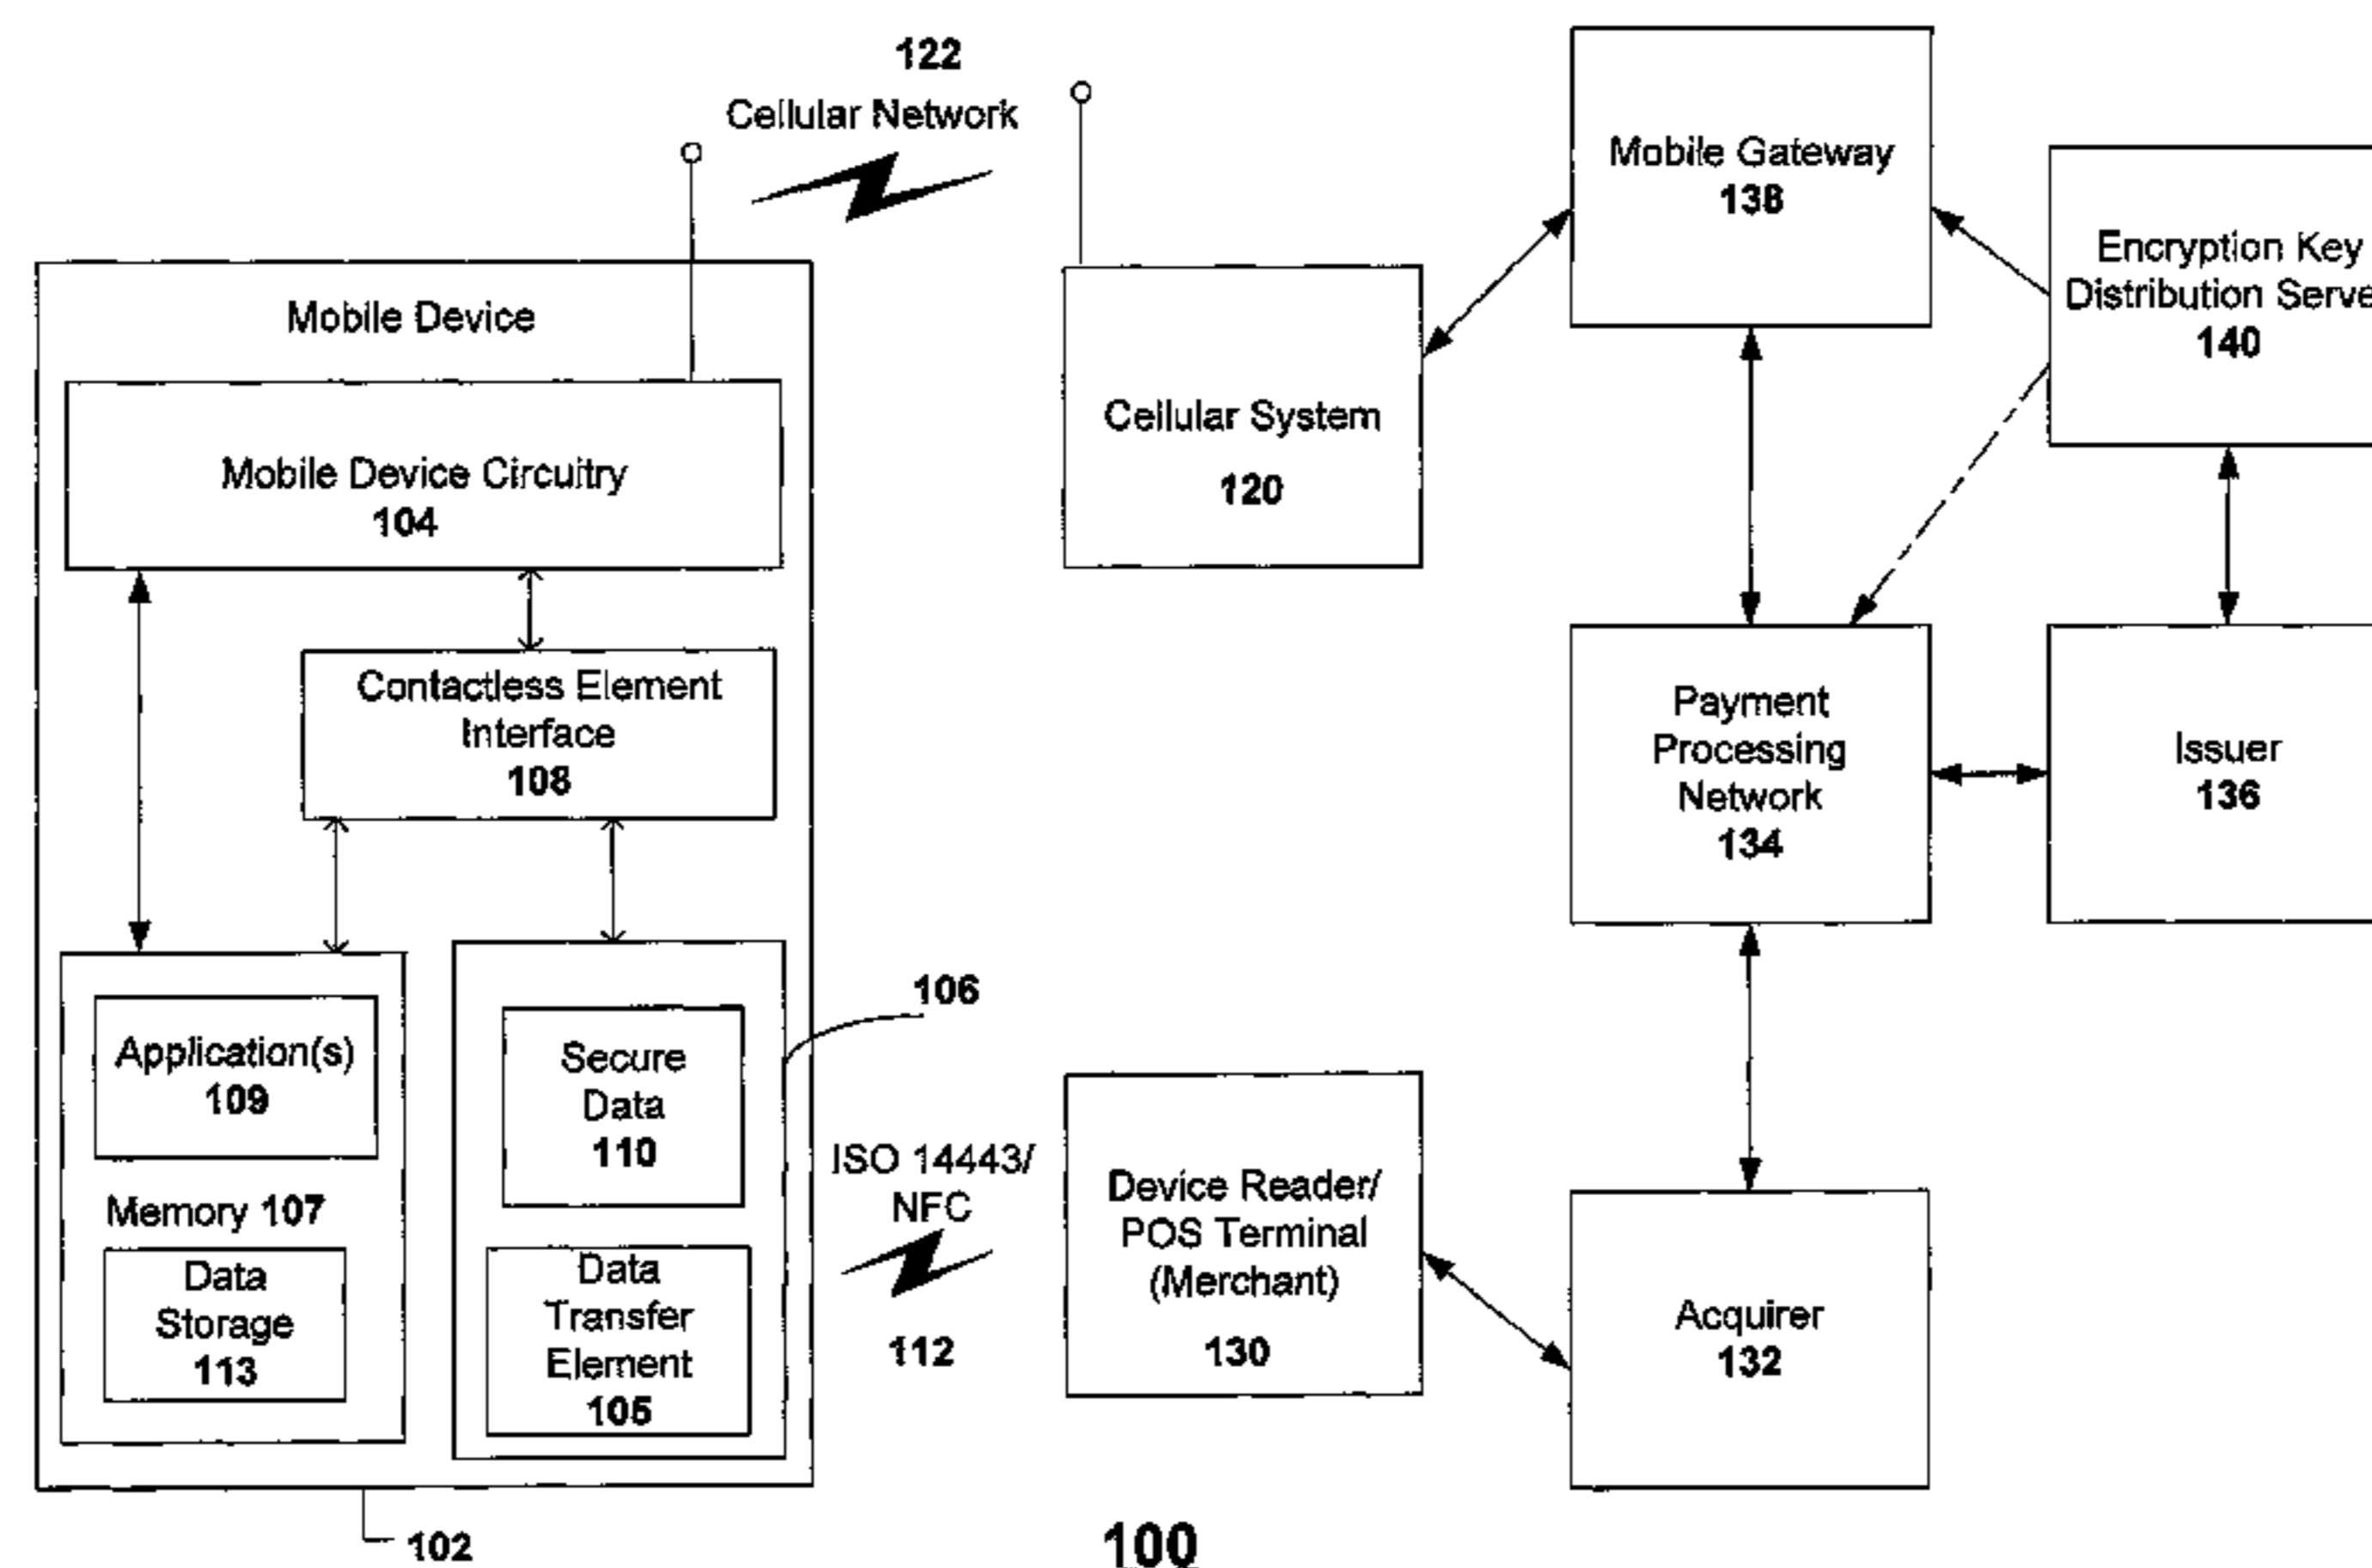 122
Cellular Network
Mobile Device
Mobile Device Circuitry
104
Contactless Element
Interface
108
Application(s)
109
Memory 107
Data
Storage
113
Secure
Data
110
Data
Transfer
Element
105
106
102
ISO 14443/
NFC
112
Cellular System
120
Device Reader/
POS Terminal
(Merchant)
130
Mobile Gateway
138
Encryption Key
Distribution Serve
140
Payment
Processing
Network
134
Issuer
136
Acquirer
132
100